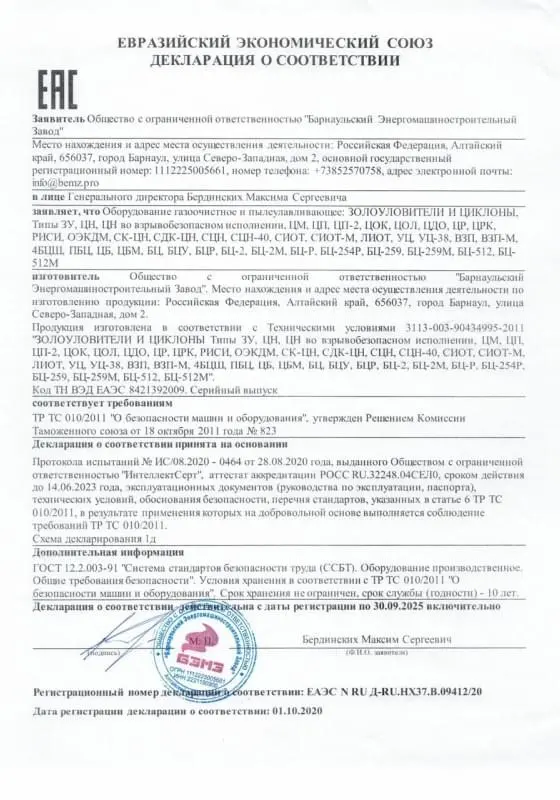 ЕВРАЗИЙСКИЙ ЭКОНОМИЧЕСКИЙ СОЮЗ
ДЕКЛАРАЦИЯ О СООТВЕТСТВИИ
ЕАС
Заявитель Общество с ограниченной ответственностью "Барнаульский Энергомашиностроительный
Завод"
Место нахождения и адрес места осуществления деятельности: Российская Федерация, Алтайский
край, 656037, город Барнаул, улица Северо-Западная, дом 2, основной государственный
регистрационный номер: 1112225005661, номер телефона: +73852570758, адрес электронной почты:
info@bemz.pro
в лице Генерального директора Бердинских Максима Сергеевича
заявляет, что Оборудование газоочистное и пылеулавливающее: ЗОЛОУЛОВИТЕЛИ И ЦИКЛОНЫ,
Типы ЗУ, ЦН, ЦН во взрывобезопасном исполнении, ЦМ, ЦП, ЦП-2, ЦОК, ЦОЛ, ЦДО, ЦР, ЦРК,
РИСИ, ОЭКДМ, СК-ЦН, СДК-ЦН, СЦН, СЦН-40, СИОТ, СИОТ-М, ЛИОТ, УЦ, УЦ-38, ВЗП, ВЗП-М,
4БЦШ, ПБЦ, ЦБ, ЦБМ, БЦ, БЦУ, БЦР, БЦ-2, БЦ-2М, БЦ-Р, БЦ-254Р, БЦ-259, БЦ-259М, БЦ-512, БЦ-
512М
изготовитель Общество с ограниченной ответственностью "Барнаульский
Энергомашиностроительный Завод". Место нахождения и адрес места осуществления деятельности по
изготовлению продукции: Российская Федерация, Алтайский край, 656037, город Барнаул, улица
Северо-Западная, дом 2.
Продукция изготовлена в соответствии с Техническими условиями 3113-003-90434995-2011
"ЗОЛОУЛОВИТЕЛИ И ЦИКЛОНЫ Типы ЗУ, ЦН, ЦН во взрывобезопасном исполнении, ЦМ, ЦП,
ЦП-2, ЦОК, ЦОЛ, ЦДО, ЦР, ЦРК, РИСИ, ОЭКДМ, СК-ЦН, СДК-ЦН, СЦН, СЦН-40, СИОТ, СИОТ-М,
ЛИОТ, УЦ, УЦ-38, ВЗП, ВЗП-М, 4БЦШ, ПБЦ, ЦБ, ЦБМ, БЦ, БЦУ, БЦР, БЦ-2, БЦ-2М, БЦ-Р, БЦ-254Р,
БЦ-259, БЦ-259М, БЦ-512, БЦ-512М".
Код ТН ВЭД ЕАЭС 8421392009. Серийный выпуск
соответствует требованиям
ТР ТС 010/2011 "О безопасности машин и оборудования", утвержден Решением Комиссии
Таможенного союза от 18 октября 2011 года № 823
Декларация о соответствии принята на основании
Протокола испытаний № ИС/08.2020 - 0464 от 28.08.2020 года, выданного Обществом с ограниченной
ответственностью "ИнтеллектСерт", аттестат аккредитации РОСС RU.32248.04СЕЛ0, сроком действия
до 14.06.2023 года, эксплуатационных документов (руководства по эксплуатации, паспорта),
технических условий, обоснования безопасности, перечня стандартов, указанных в статье 6 ТР ТС
010/2011, в результате применения которых на добровольной основе выполняется соблюдение
требований ТР ТС 010/2011.
Схема декларирования 1д
Дополнительная информация
ГОСТ 12.2.003-91 "Система стандартов безопасности труда (ССБТ). Оборудование производственное.
Общие требования безопасности". Условия хранения в соответствии с ТР ТС 010/2011 "О
безопасности машин и оборудования". Срок хранения не ограничен, срок службы (годности) - 10 лет.
Декларация о соответствии действительна с даты регистрации по 30.09.2025 включительно
М. П.
Бердинских Максим Сергеевич
(подпись)
(Ф.И.О. заявителя)
БЭМЗ
ОГРН 1112225005661
Регистрационный номер декларации о соответствии: ЕАЭС N RU Д-RU.НХ37.В.09412/20
Дата регистрации декларации о соответствии: 01.10.2020